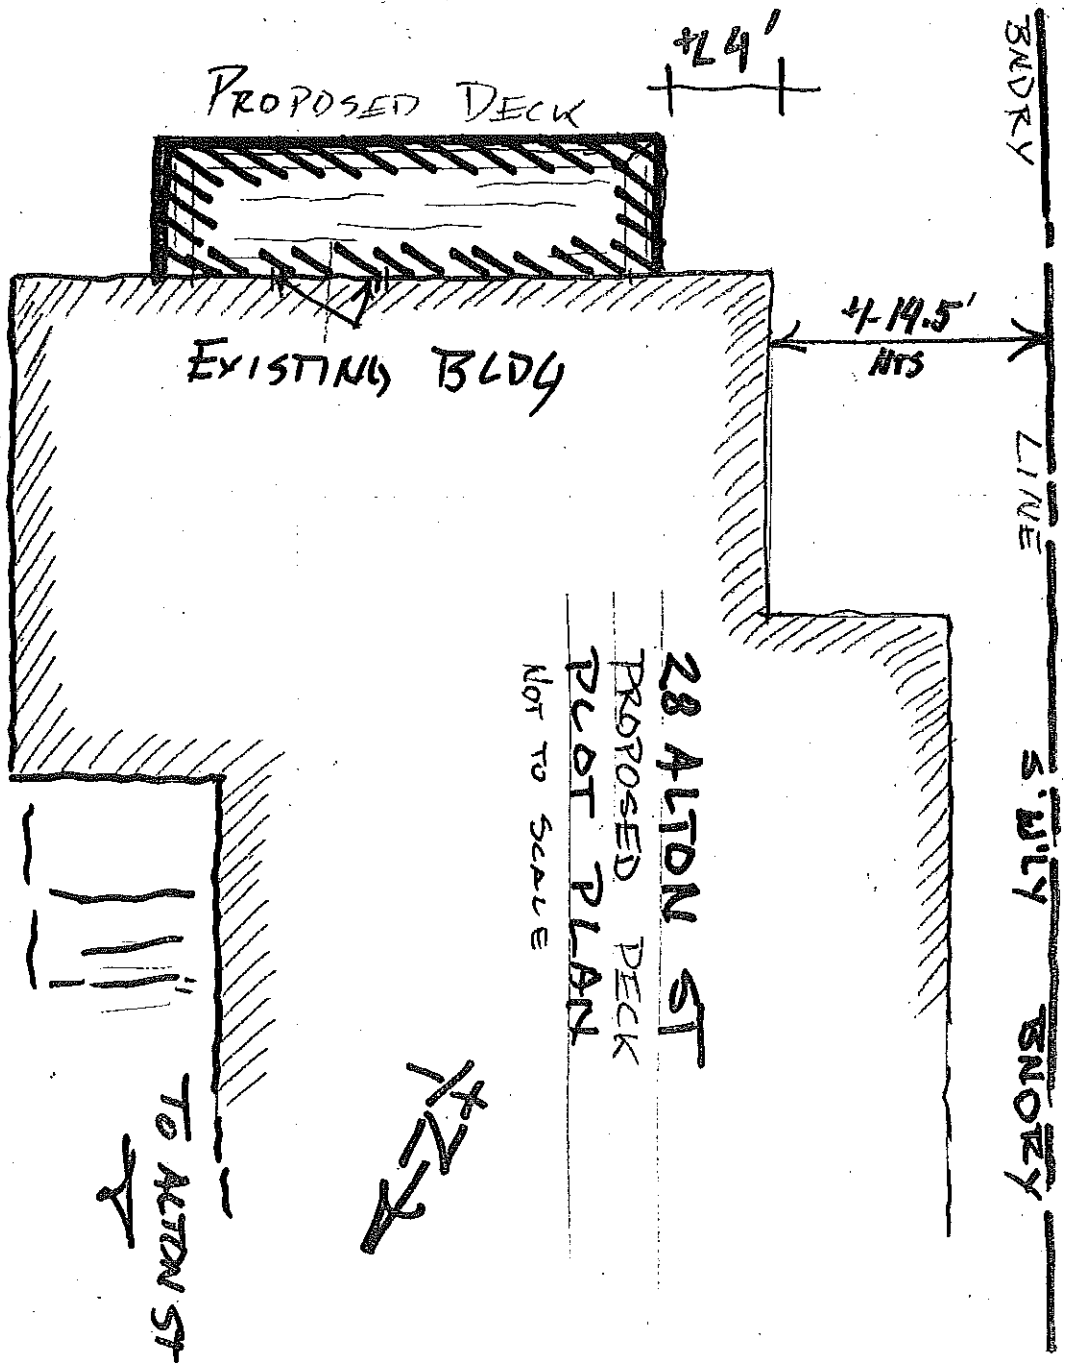 PROPOSED DECK
+/- 4'
BNDRY LINE S'W'LY BNDRY
+/- 14.5'
NTS
EXISTING BLDG
28 ALTON ST
PROPOSED DECK
PLOT PLAN
NOT TO SCALE
N
TO ALTON ST